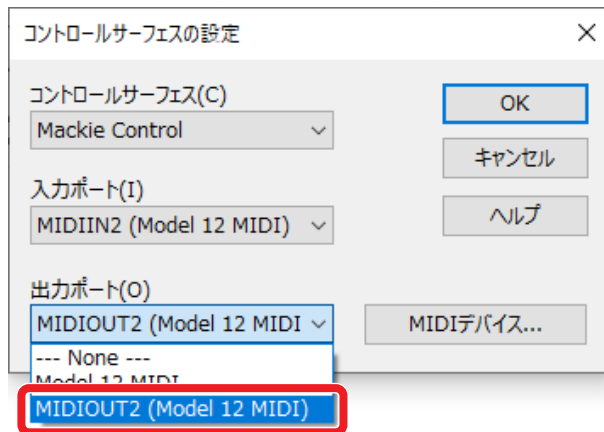 コントロールサーフェスの設定
コントロールサーフェス(C)
Mackie Control
OK
キャンセル
入力ポート(I)
MIDIIN2 (Model 12 MIDI)
ヘルプ
出力ポート(O)
MIDIOUT2 (Model 12 MIDI
MIDIデバイス...
--- None ---
Model 12 MIDI
MIDIOUT2 (Model 12 MIDI)